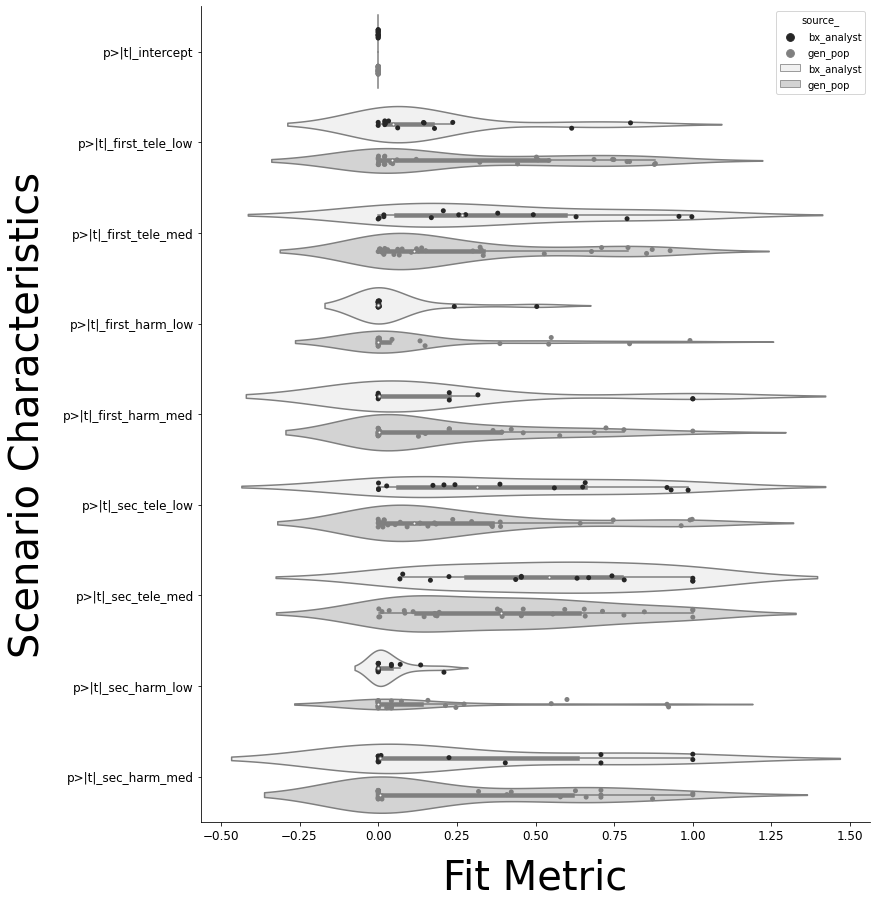 source_
bx_analyst
gen_pop
bx_analyst
gen_pop
Scenario Characteristics
p>|t|_intercept
p>|t|_first_tele_low
p>|t|_first_tele_med
p>|t|_first_harm_low
p>|t|_first_harm_med
p>|t|_sec_tele_low
p>|t|_sec_tele_med
p>|t|_sec_harm_low
p>|t|_sec_harm_med
−0.50 −0.25 0.00 0.25 0.50 0.75 1.00 1.25 1.50
Fit Metric